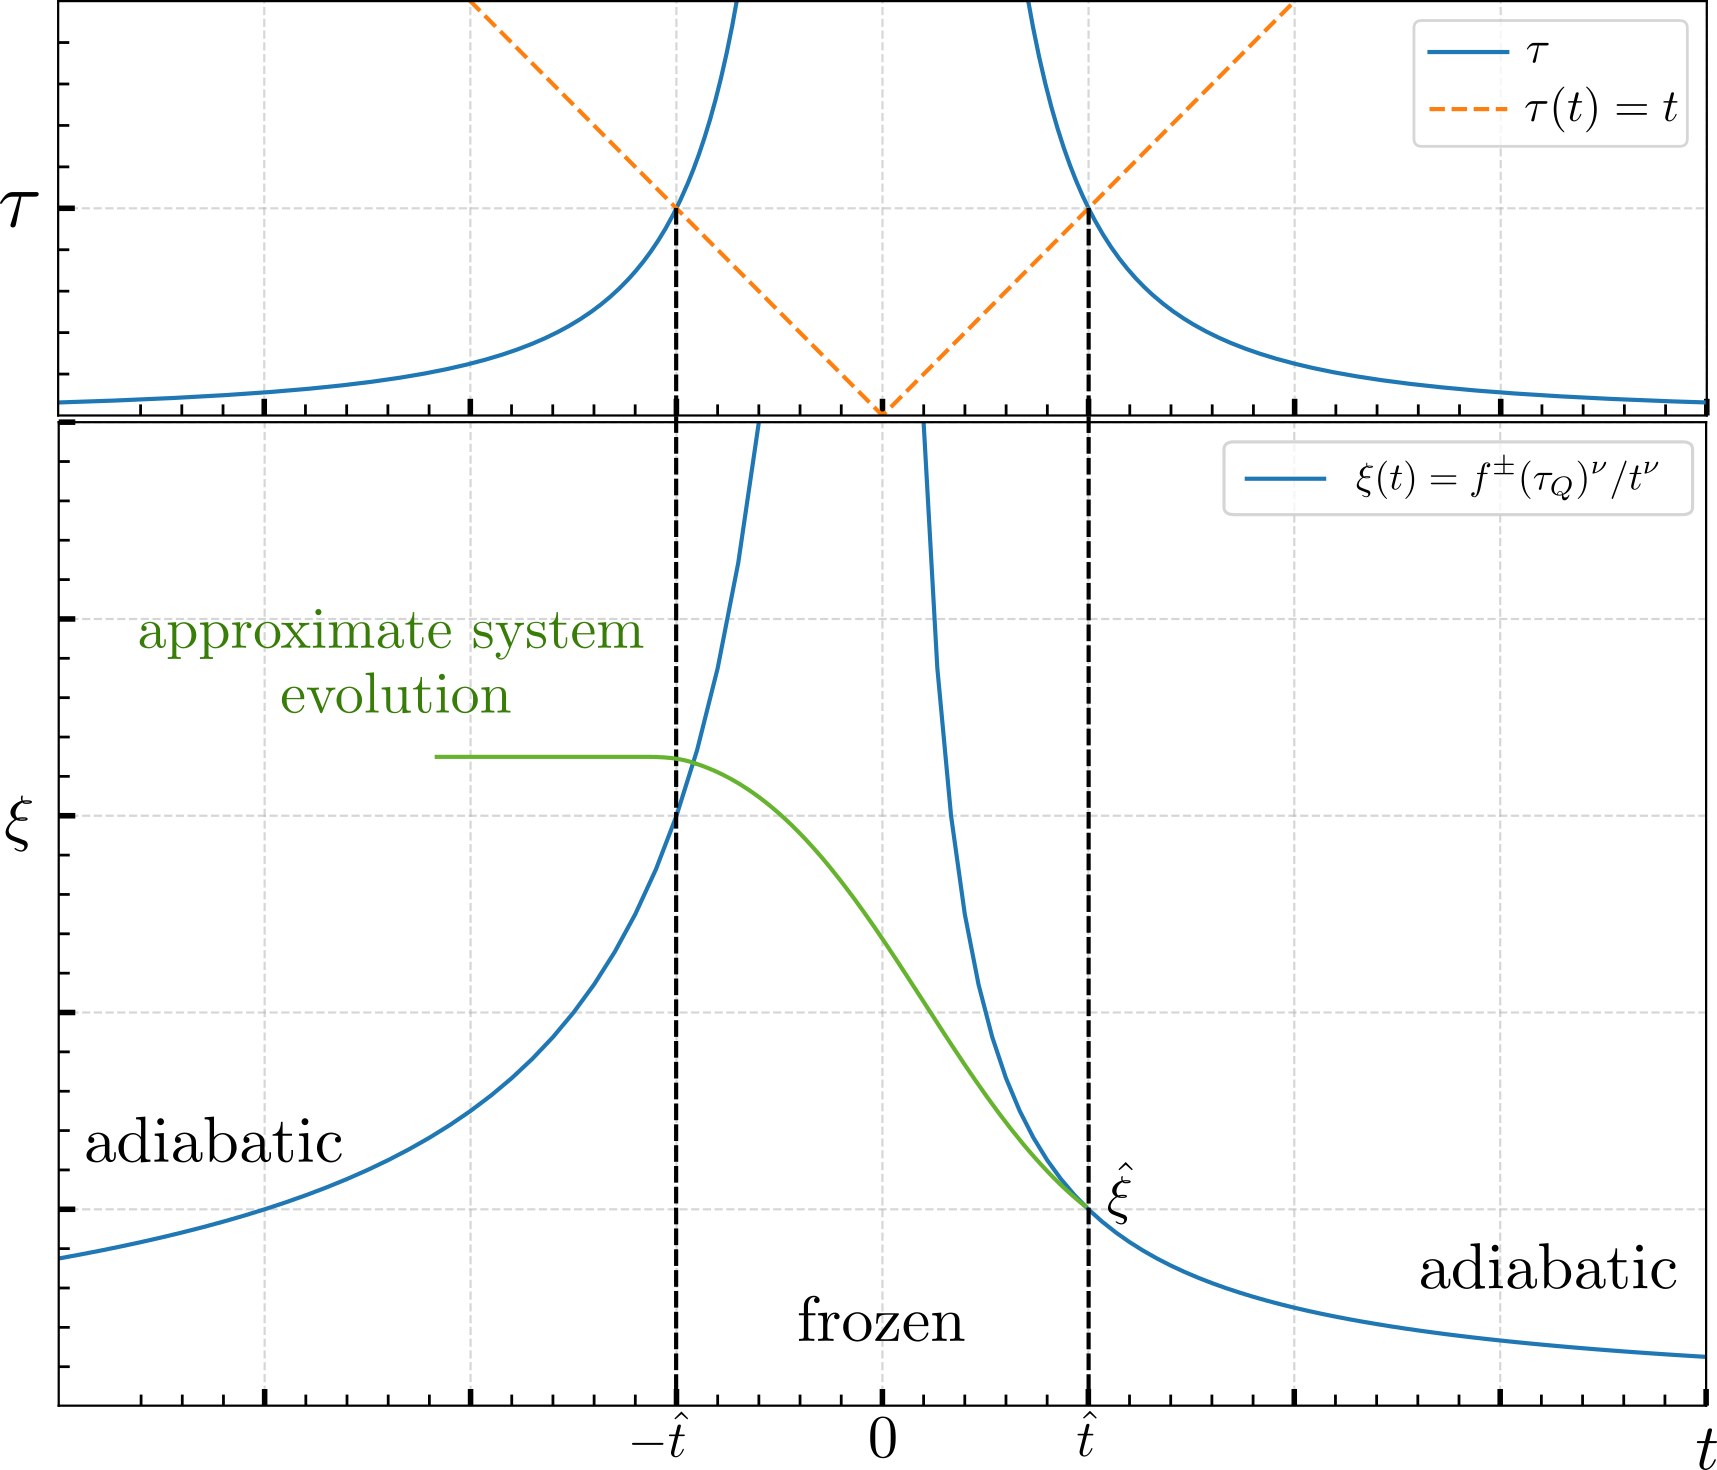 τ
τ(t) = t
τ
ξ(t) = f^±(τ_Q)^ν/t^ν
approximate system
evolution
ξ
adiabatic
ξ̂
adiabatic
frozen
−t̂
0
t̂
t